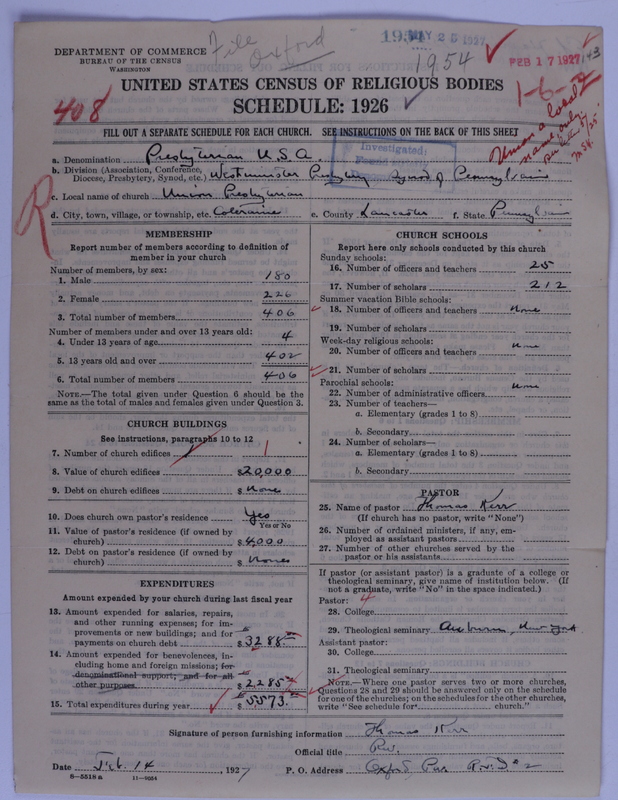 DEPARTMENT OF COMMERCE
BUREAU OF THE CENSUS
WASHINGTON
File Oxford
MAY 25 1927
1954
FEB 17 1927
1-6-
408
UNITED STATES CENSUS OF RELIGIOUS BODIES
SCHEDULE: 1926
Union a local name only
FILL OUT A SEPARATE SCHEDULE FOR EACH CHURCH. SEE INSTRUCTIONS ON THE BACK OF THIS SHEET
Investigated:
R
a. Denomination Presbyterian U.S.A.
b. Division (Association, Conference, Diocese, Presbytery, Synod, etc.) Westminster Presbytery Synod of Pennsylvania
c. Local name of church Union Presbyterian
d. City, town, village, or township, etc. Coleraine e. County Lancaster f. State Pennsylvania
MEMBERSHIP
Report number of members according to definition of member in your church
Number of members, by sex:
1. Male 180
2. Female 226
3. Total number of members 406
Number of members under and over 13 years old:
4. Under 13 years of age 4
5. 13 years old and over 402
6. Total number of members 406
NOTE.—The total given under Question 6 should be the same as the total of males and females given under Question 3.
CHURCH BUILDINGS
See instructions, paragraphs 10 to 12
7. Number of church edifices 1
8. Value of church edifices $20,000
9. Debt on church edifices $ None
10. Does church own pastor's residence Yes
Yes or No
11. Value of pastor's residence (if owned by church) $4000
12. Debt on pastor's residence (if owned by church) $ None
EXPENDITURES
Amount expended by your church during last fiscal year
13. Amount expended for salaries, repairs, and other running expenses; for improvements or new buildings; and for payments on church debt $3288.
14. Amount expended for benevolences, including home and foreign missions; for denominational support; and for all other purposes $2285
15. Total expenditures during year $5573.
CHURCH SCHOOLS
Report here only schools conducted by this church
Sunday schools:
16. Number of officers and teachers 25
17. Number of scholars 212
Summer vacation Bible schools:
18. Number of officers and teachers None
19. Number of scholars
Week-day religious schools:
20. Number of officers and teachers None
21. Number of scholars
Parochial schools:
22. Number of administrative officers None
23. Number of teachers—
a. Elementary (grades 1 to 8)
b. Secondary
24. Number of scholars—
a. Elementary (grades 1 to 8)
b. Secondary
PASTOR
25. Name of pastor Thomas Kerr
(If church has no pastor, write "None")
26. Number of ordained ministers, if any, employed as assistant pastors
27. Number of other churches served by the pastor or his assistants
If pastor (or assistant pastor) is a graduate of a college or theological seminary, give name of institution below. (If not a graduate, write "No" in the space indicated.)
Pastor: 4
28. College
29. Theological seminary Auburn, New York
Assistant pastor:
30. College
31. Theological seminary
NOTE.—Where one pastor serves two or more churches, Questions 28 and 29 should be answered only on the schedule for one of the churches; on the schedules for the other churches, write "See schedule for church."
Signature of person furnishing information Thomas Kerr
Official title Rev.
Date Feb. 14, 1927 P. O. Address Oxford Penn R.D. #2
8—5518a 11—9024